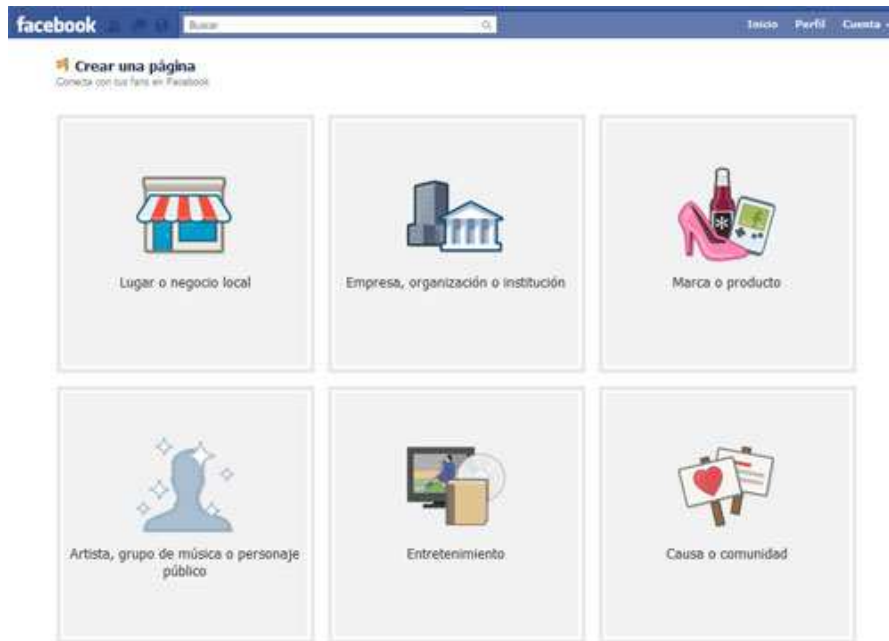 facebook
Buscar
Inicio Perfil Cuenta
Crear una página
Conecta con tus fans en Facebook
Lugar o negocio local
Empresa, organización o institución
Marca o producto
Artista, grupo de música o personaje
público
Entretenimiento
Causa o comunidad